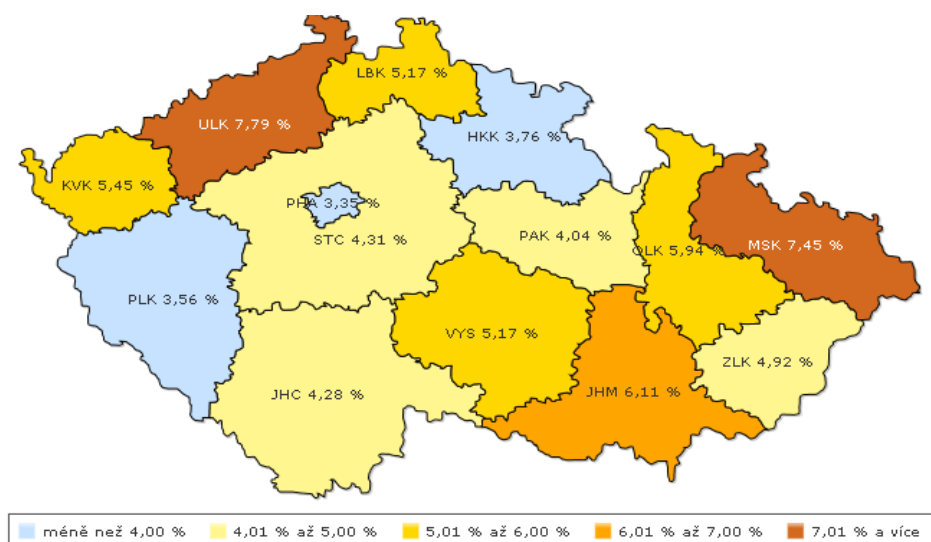 LBK 5,17 %
ULK 7,79 %
HKK 3,76 %
KVK 5,45 %
PHA 3,35 %
STC 4,31 %
PAK 4,04 %
OLK 5,94 %
MSK 7,45 %
PLK 3,56 %
VYS 5,17 %
ZLK 4,92 %
JHC 4,28 %
JHM 6,11 %
méně než 4,00 % 4,01 % až 5,00 % 5,01 % až 6,00 % 6,01 % až 7,00 % 7,01 % a více